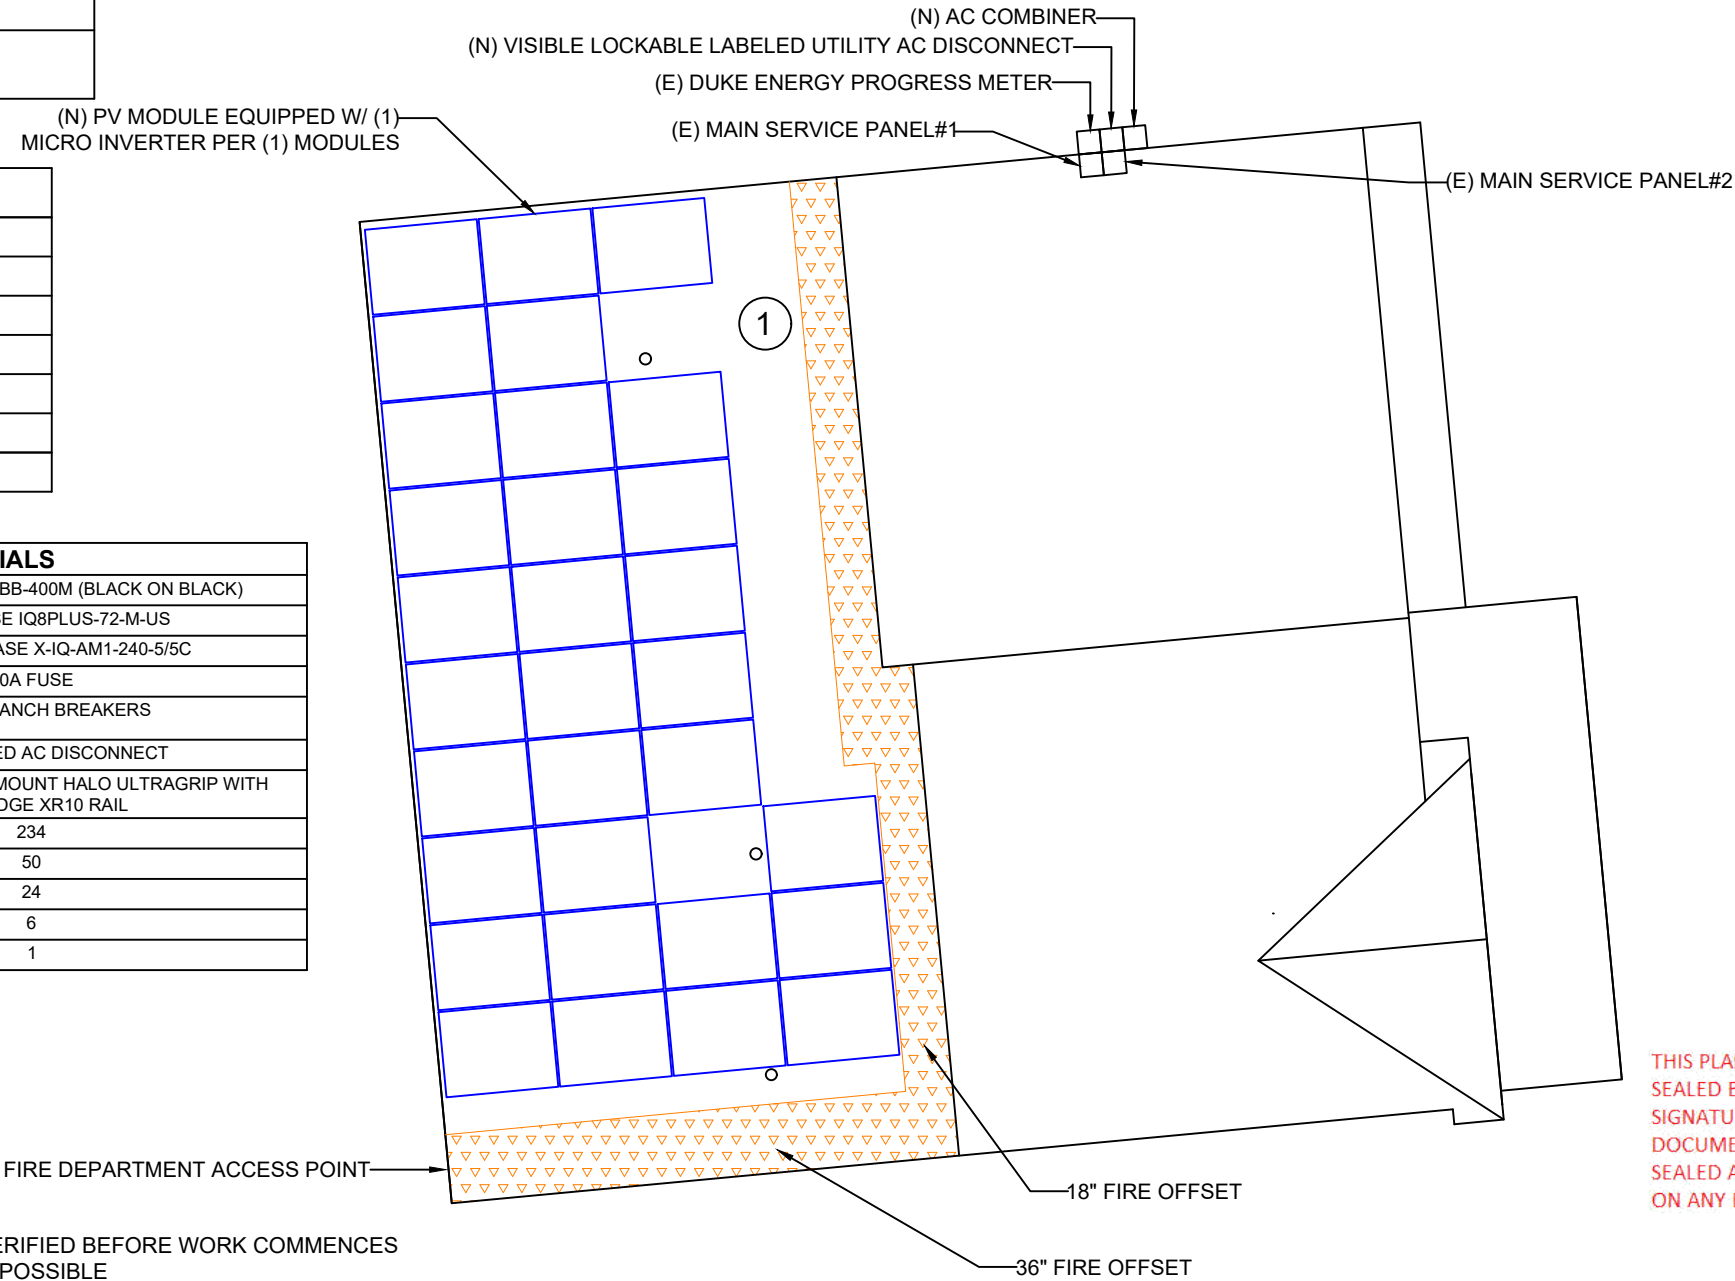 (N) AC COMBINER
(N) VISIBLE LOCKABLE LABELED UTILITY AC DISCONNECT
(E) DUKE ENERGY PROGRESS METER
(N) PV MODULE EQUIPPED W/ (1)
MICRO INVERTER PER (1) MODULES
(E) MAIN SERVICE PANEL#1
(E) MAIN SERVICE PANEL#2
1
IALS
BB-400M (BLACK ON BLACK)
E IQ8PLUS-72-M-US
ASE X-IQ-AM1-240-5/5C
0A FUSE
ANCH BREAKERS
ED AC DISCONNECT
MOUNT HALO ULTRAGRIP WITH
DGE XR10 RAIL
234
50
24
6
1
THIS PLA
SEALED B
SIGNATU
DOCUME
SEALED A
ON ANY
FIRE DEPARTMENT ACCESS POINT
18" FIRE OFFSET
36" FIRE OFFSET
ERIFIED BEFORE WORK COMMENCES
POSSIBLE